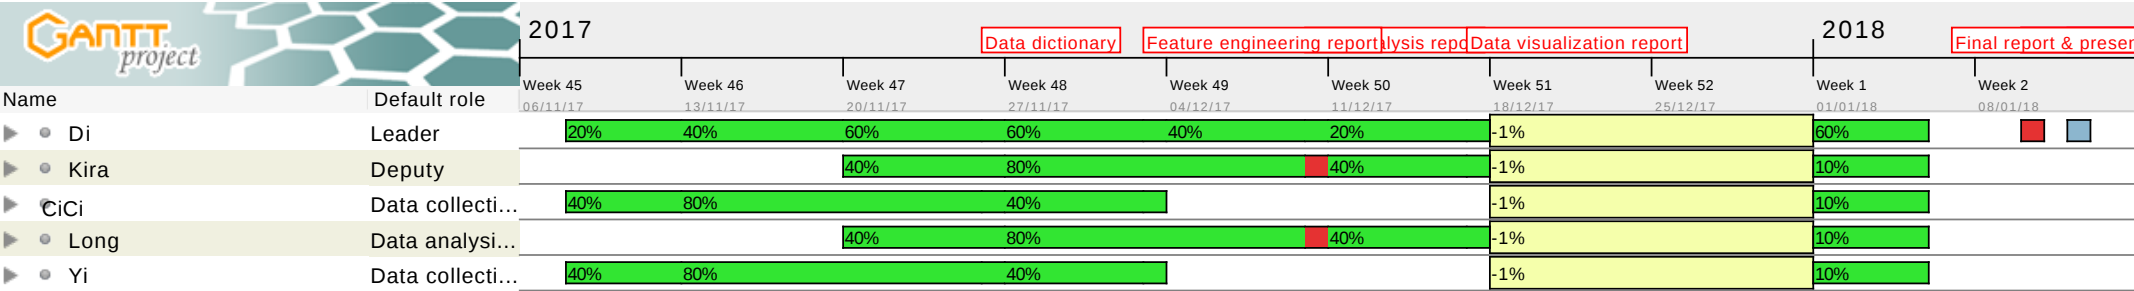 GANTT
project
2017
2018
Data dictionary
Feature engineering report
lysis repo
Data visualization report
Final report & presen
Week 45
Week 46
Week 47
Week 48
Week 49
Week 50
Week 51
Week 52
Week 1
Week 2
Name
Default role
06/11/17
13/11/17
20/11/17
27/11/17
04/12/17
11/12/17
18/12/17
25/12/17
01/01/18
08/01/18
Di
Leader
20%
40%
60%
60%
40%
20%
-1%
60%
Kira
Deputy
40%
80%
40%
-1%
10%
CiCi
Data collecti...
40%
80%
40%
-1%
10%
Long
Data analysi...
40%
80%
40%
-1%
10%
Yi
Data collecti...
40%
80%
40%
-1%
10%